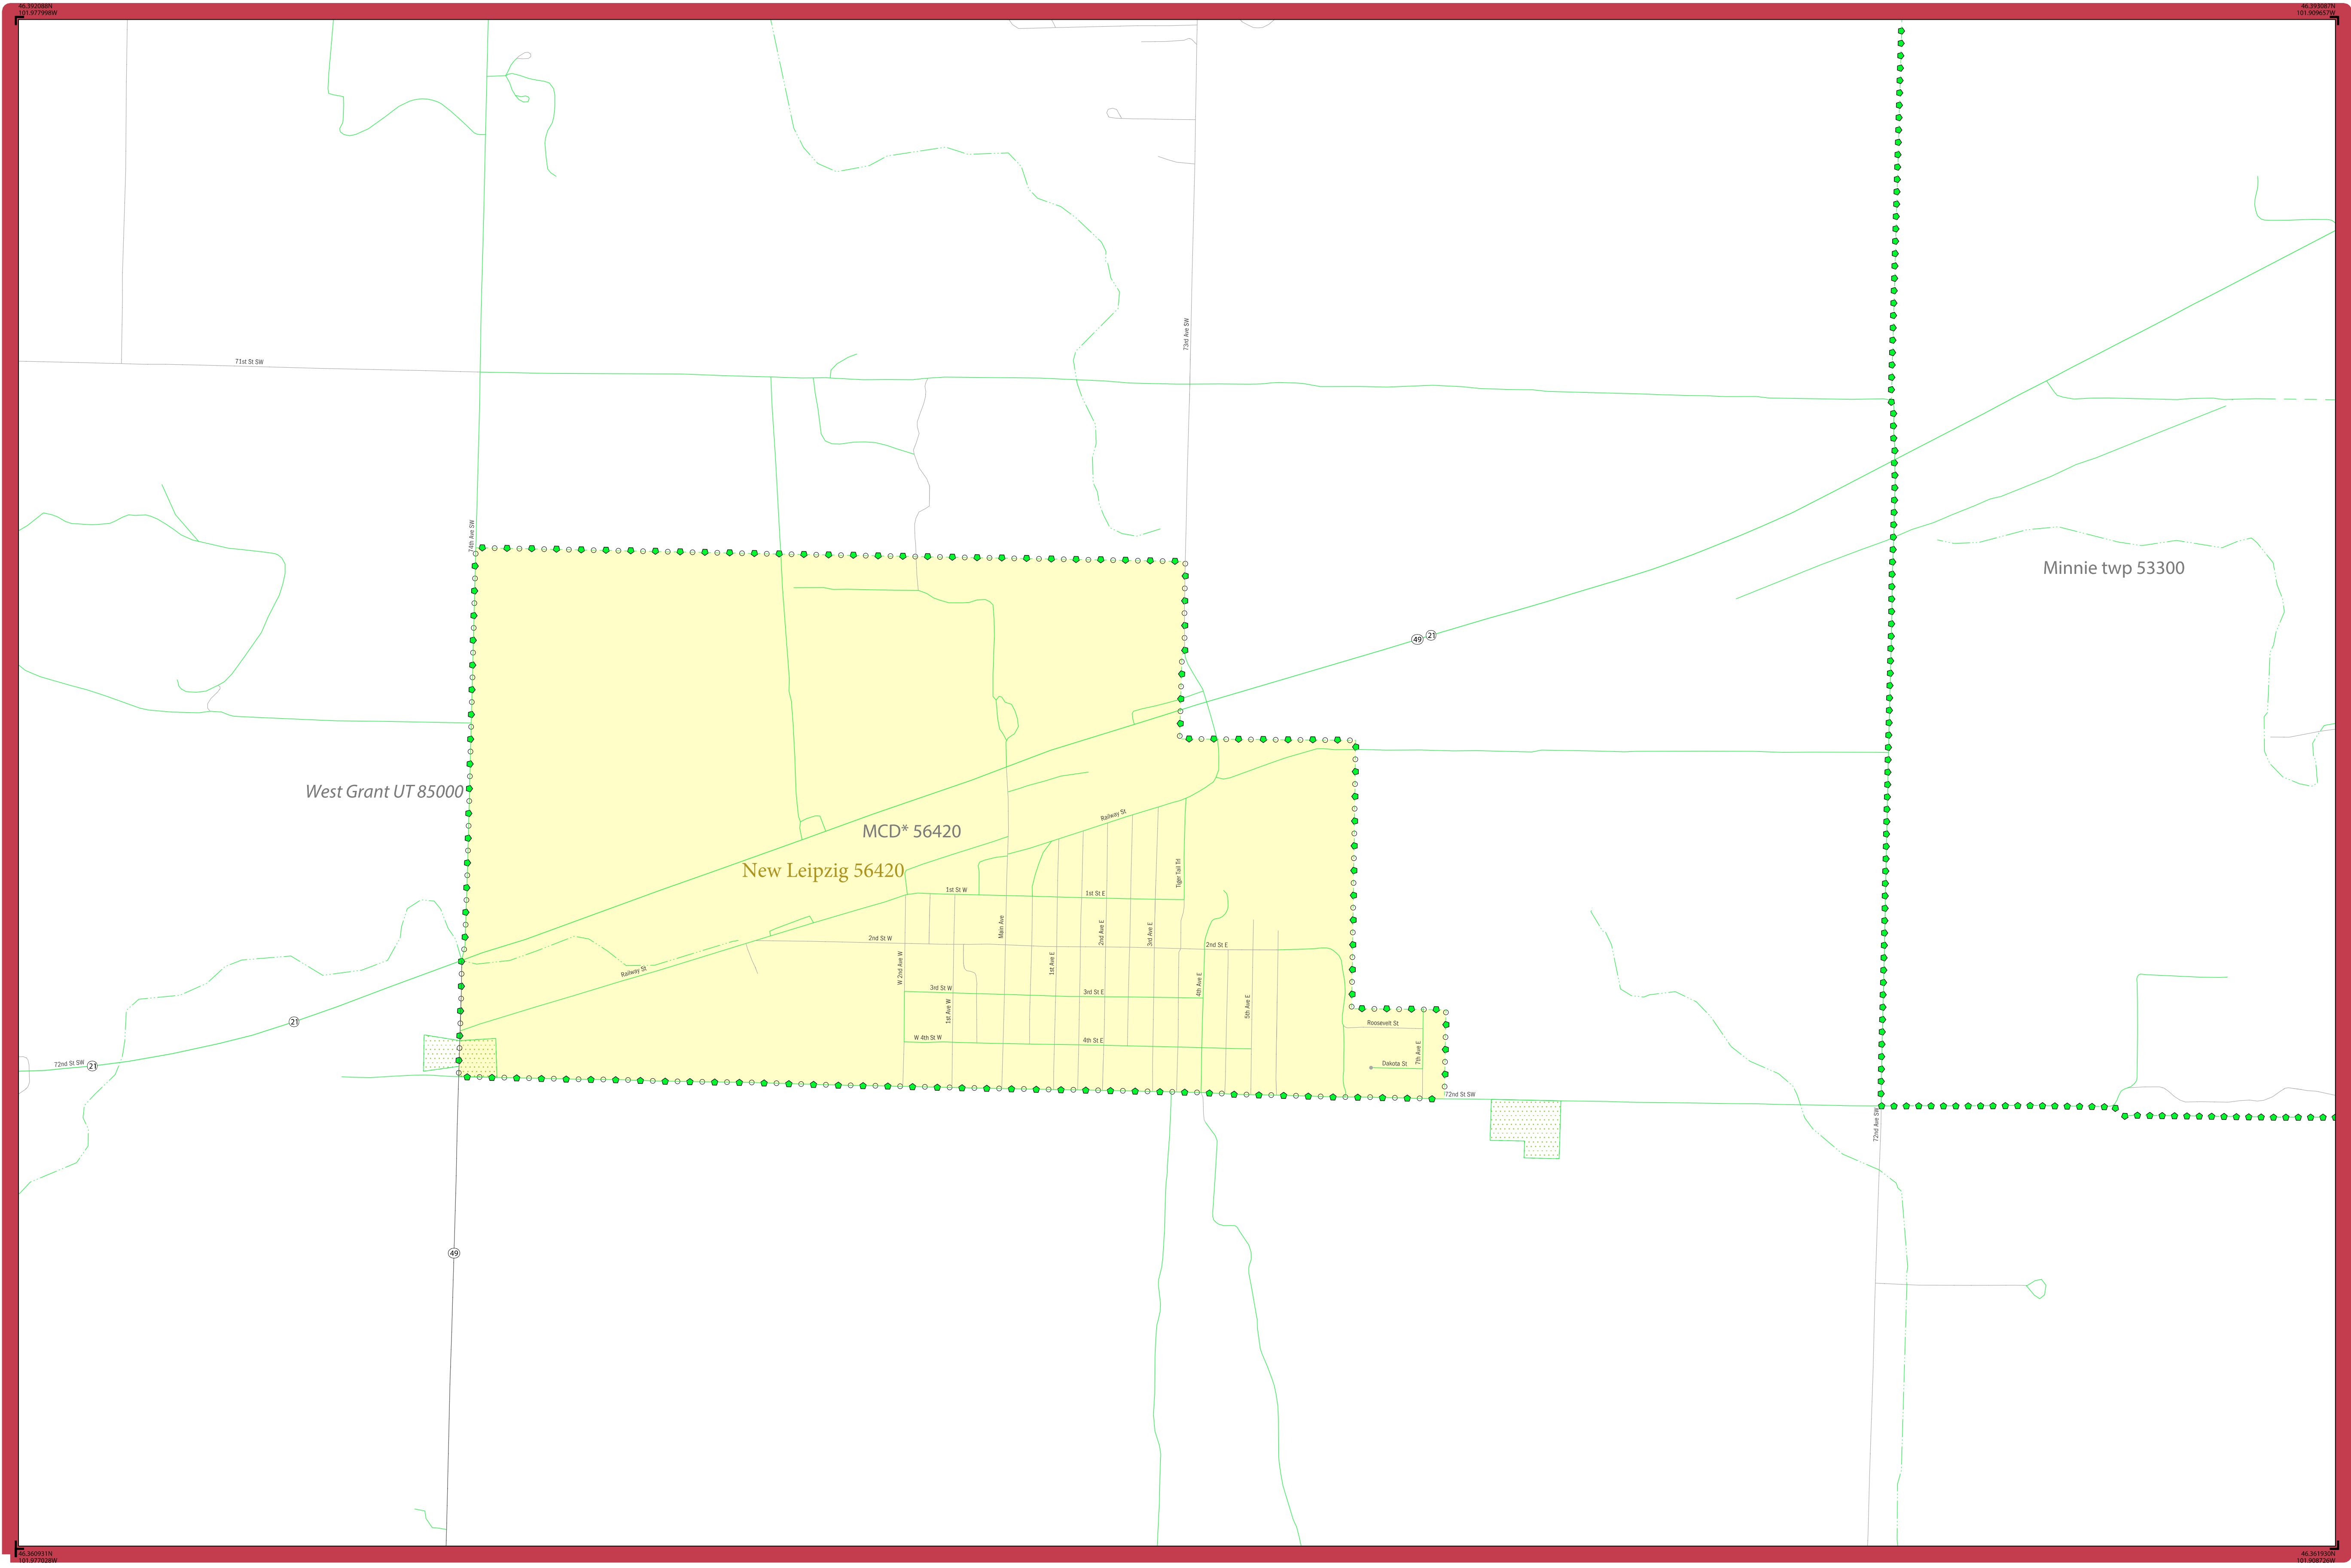 46.392088N
101.977998W
46.393087N
101.909657W
73rd Ave SW
71st St SW
74th Ave SW
Minnie twp 53300
49
21
West Grant UT 85000
MCD* 56420
Railway St
New Leipzig 56420
Tiger Tail Trl
1st St W
1st St E
Main Ave
2nd Ave E
3rd Ave E
2nd St W
2nd St E
1st Ave E
W 2nd Ave W
Railway St
4th Ave E
3rd St W
3rd St E
1st Ave W
5th Ave E
21
Roosevelt St
W 4th St W
4th St E
7th Ave E
72nd St SW
21
Dakota St
72nd St SW
72nd Ave SW
49
46.360931N
101.977028W
46.361930N
101.908726W